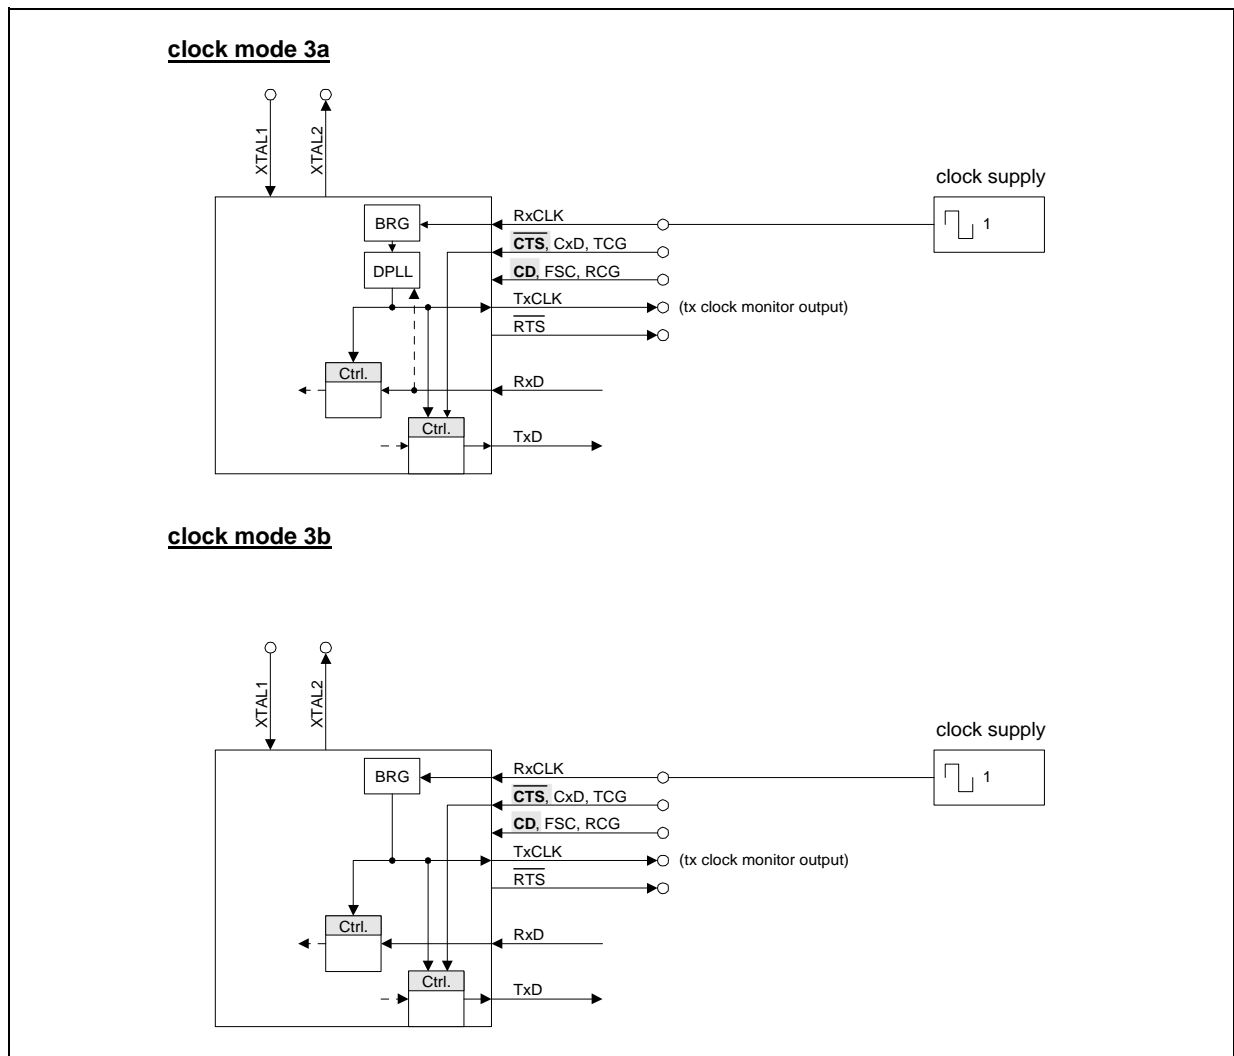 clock mode 3a
XTAL1
XTAL2
clock supply
BRG
RxCLK
1
CTS, CxD, TCG
DPLL
CD, FSC, RCG
TxCLK
(tx clock monitor output)
RTS
Ctrl.
RxD
Ctrl.
TxD
clock mode 3b
XTAL1
XTAL2
clock supply
BRG
RxCLK
1
CTS, CxD, TCG
CD, FSC, RCG
TxCLK
(tx clock monitor output)
RTS
Ctrl.
RxD
Ctrl.
TxD